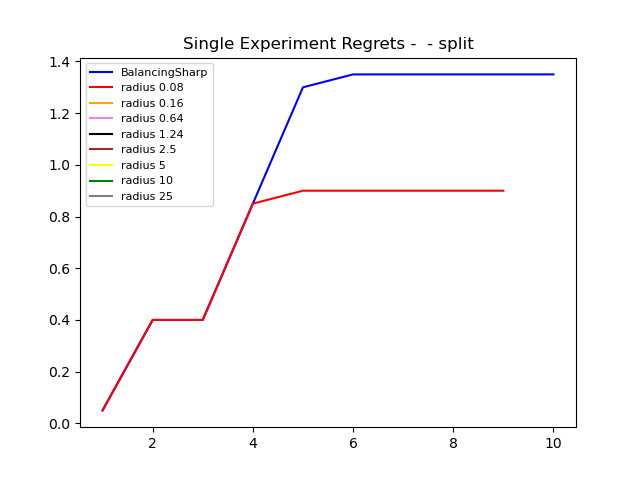 Single Experiment Regrets -  - split
1.4
1.2
1.0
0.8
0.6
0.4
0.2
0.0
BalancingSharp
radius 0.08
radius 0.16
radius 0.64
radius 1.24
radius 2.5
radius 5
radius 10
radius 25
2
4
6
8
10